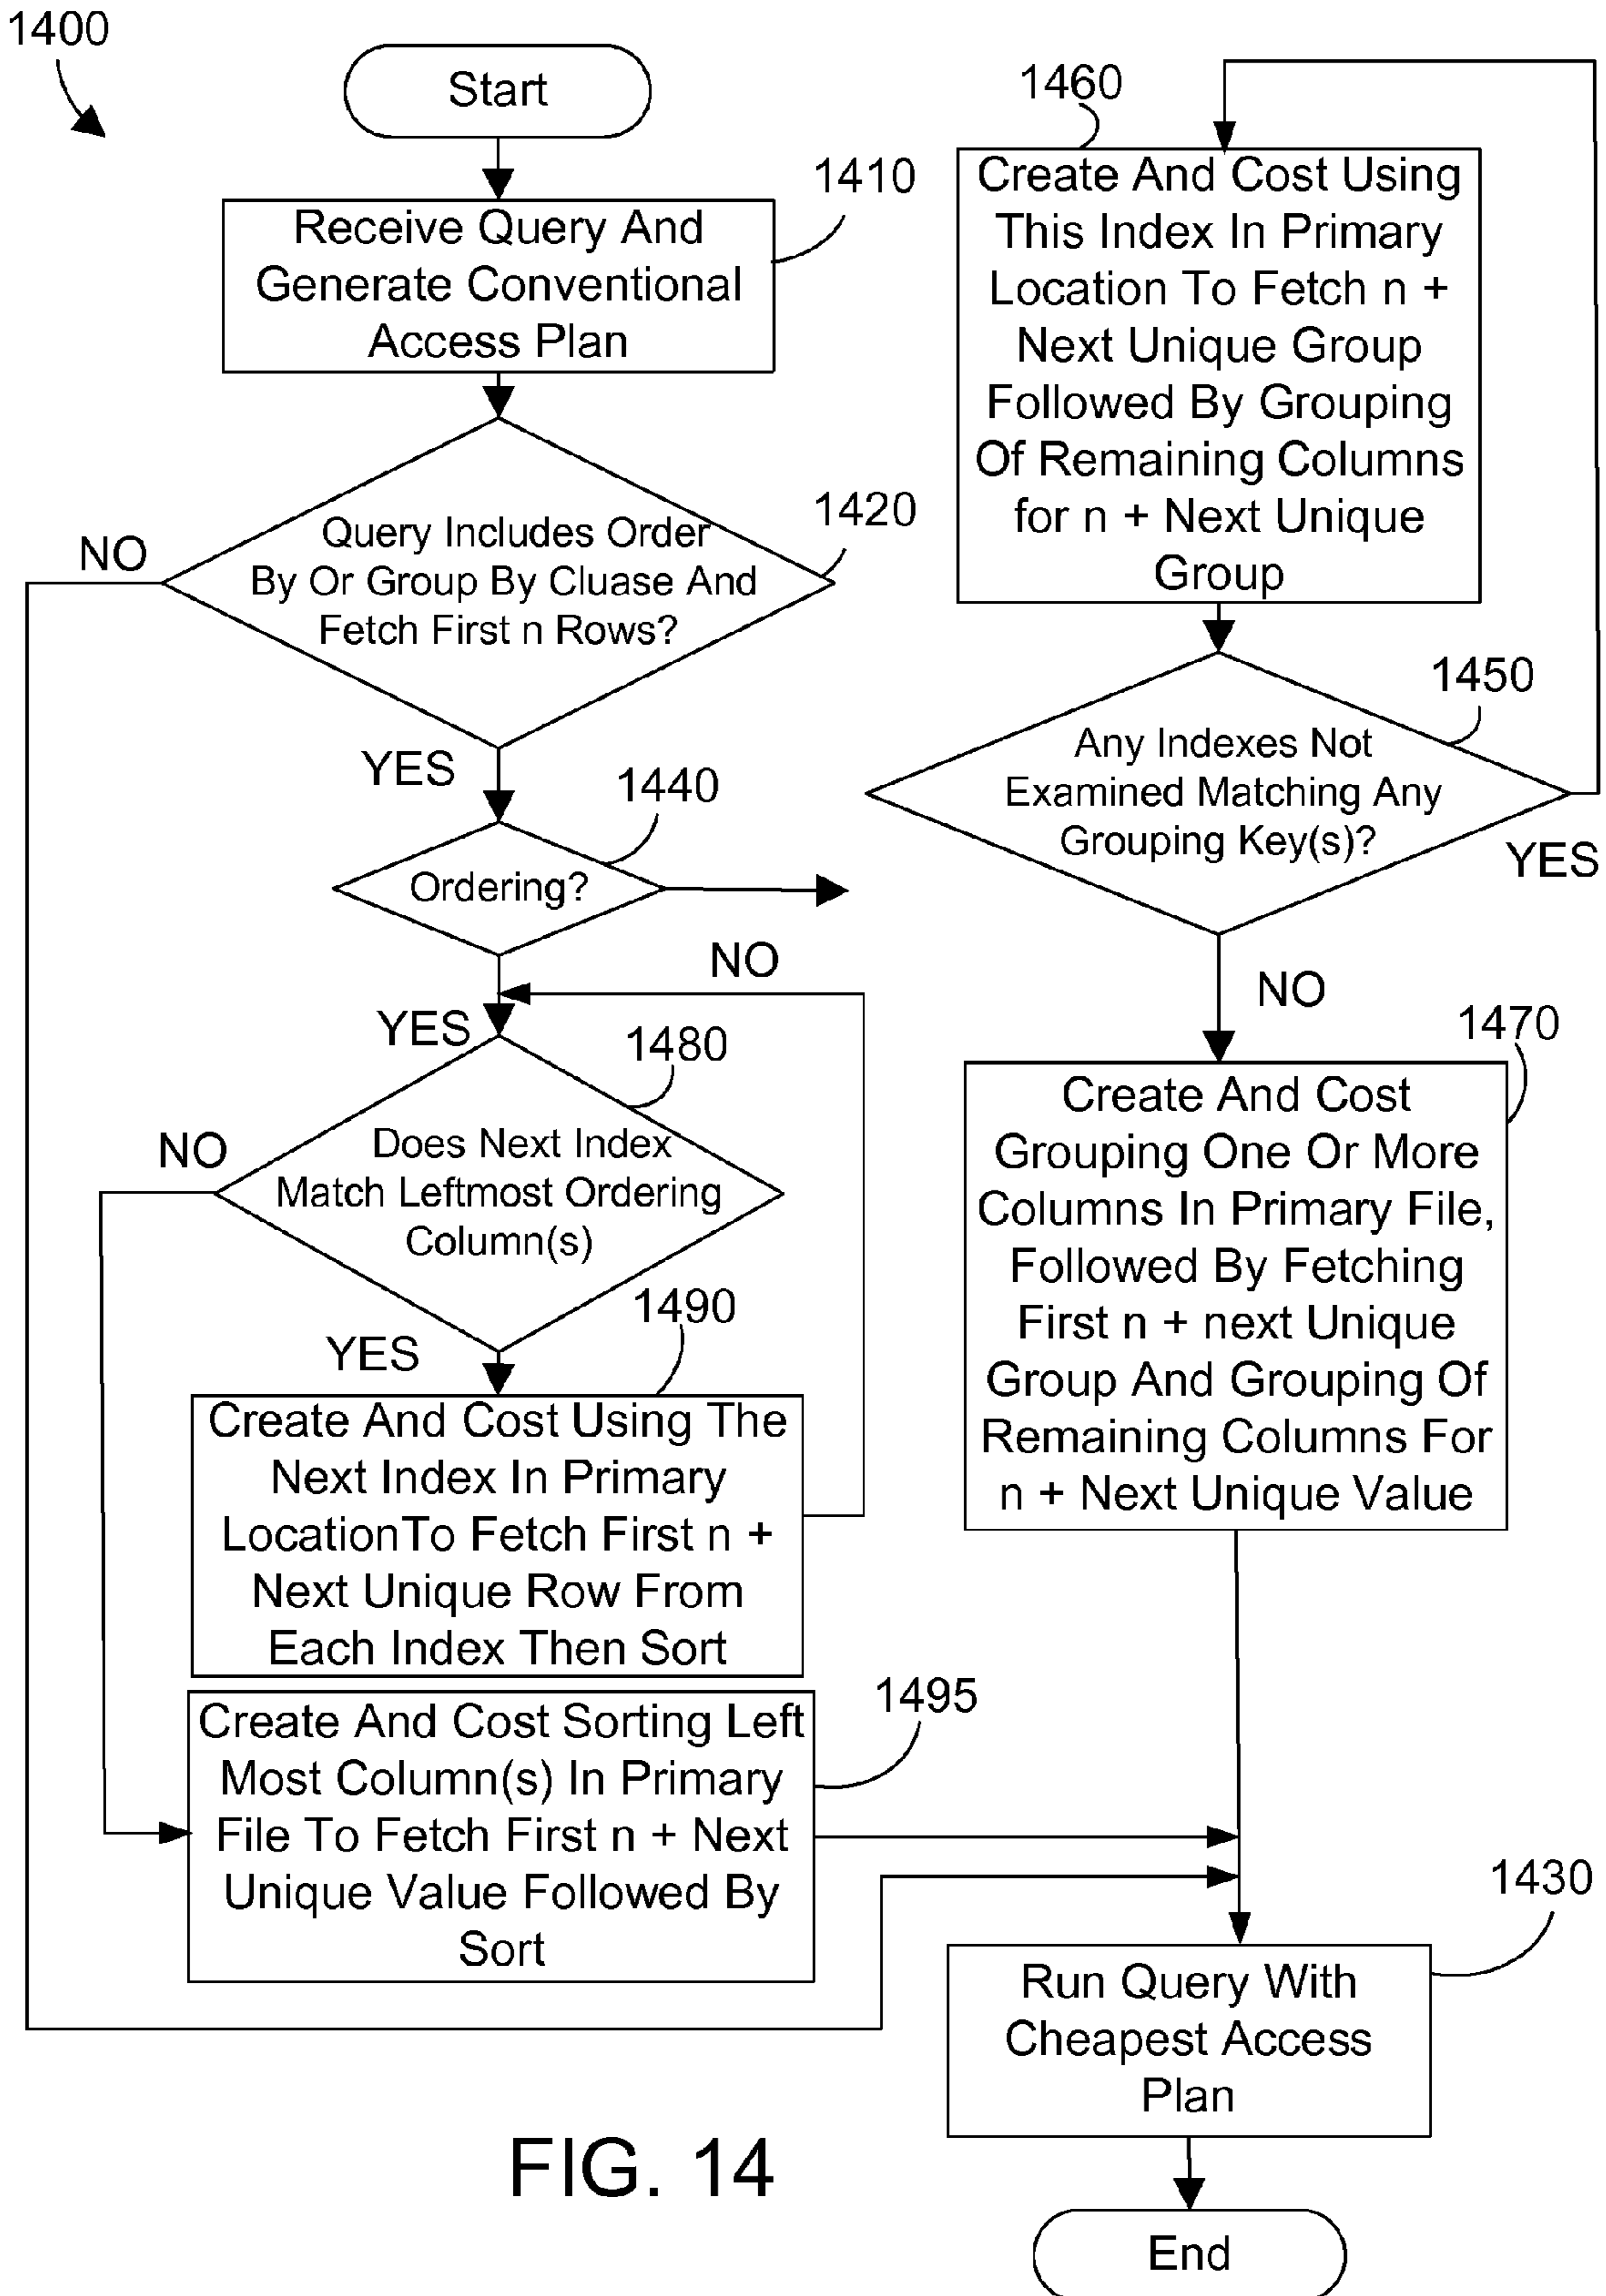 1400
Start
1410
Receive Query And
Generate Conventional
Access Plan
1420
Query Includes Order
By Or Group By Cluase And
Fetch First n Rows?
NO
YES
1440
Ordering?
NO
YES
1480
Does Next Index
Match Leftmost Ordering
Column(s)
NO
YES
1490
Create And Cost Using The
Next Index In Primary
LocationTo Fetch First n +
Next Unique Row From
Each Index Then Sort
1495
Create And Cost Sorting Left
Most Column(s) In Primary
File To Fetch First n + Next
Unique Value Followed By
Sort
1460
Create And Cost Using
This Index In Primary
Location To Fetch n +
Next Unique Group
Followed By Grouping
Of Remaining Columns
for n + Next Unique
Group
1450
Any Indexes Not
Examined Matching Any
Grouping Key(s)?
YES
NO
1470
Create And Cost
Grouping One Or More
Columns In Primary File,
Followed By Fetching
First n + next Unique
Group And Grouping Of
Remaining Columns For
n + Next Unique Value
1430
Run Query With
Cheapest Access
Plan
End
FIG. 14